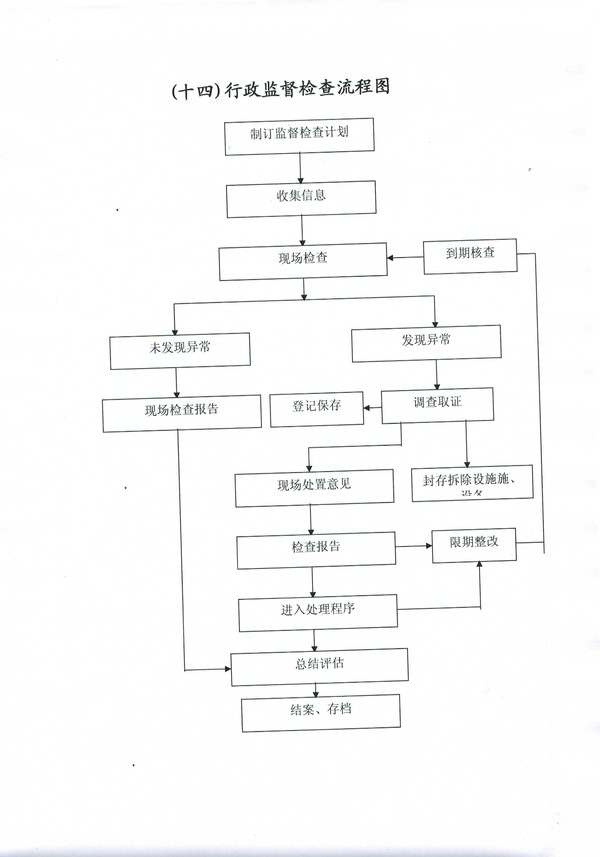 (十四)行政监督检查流程图
制订监督检查计划
收集信息
现场检查
到期核查
未发现异常
发现异常
现场检查报告
登记保存
调查取证
现场处置意见
封存拆除设施施、
设备
检查报告
限期整改
进入处理程序
总结评估
结案、存档